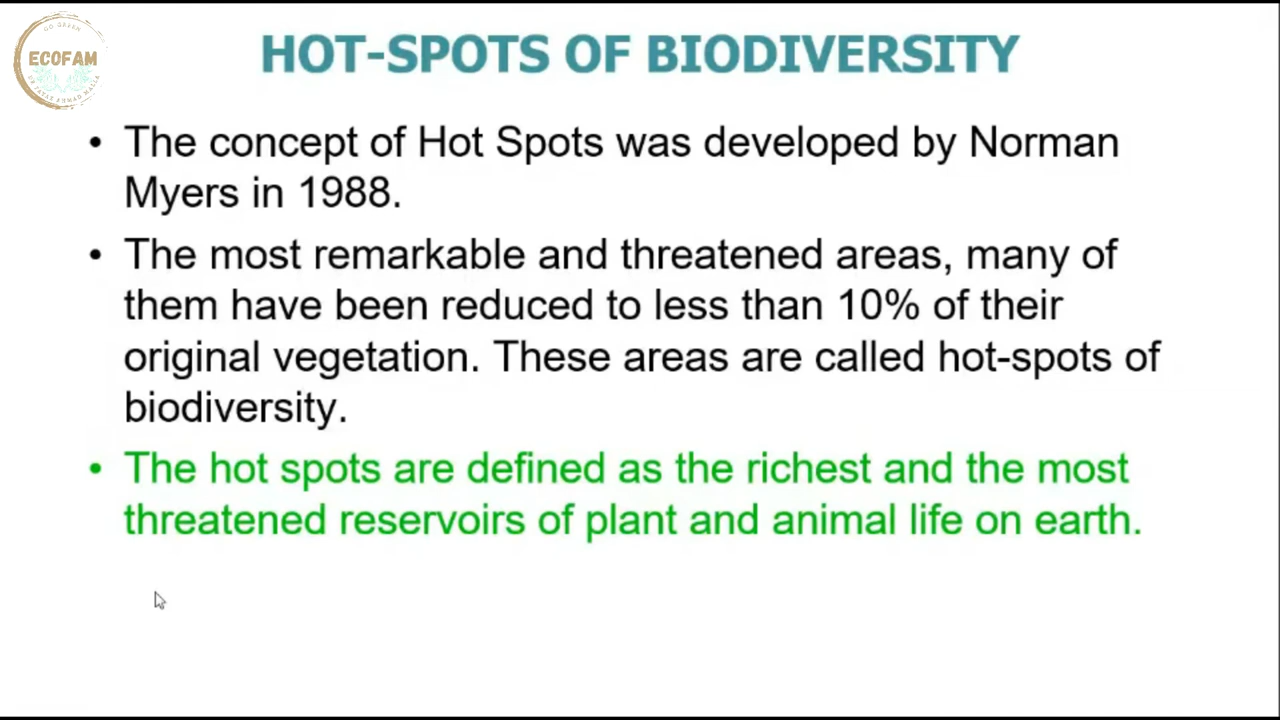 GO GREEN
ECOFAM
HOT-SPOTS OF BIODIVERSITY
• The concept of Hot Spots was developed by Norman
Myers in 1988.
• The most remarkable and threatened areas, many of
them have been reduced to less than 10% of their
original vegetation. These areas are called hot-spots of
biodiversity.
• The hot spots are defined as the richest and the most
threatened reservoirs of plant and animal life on earth.